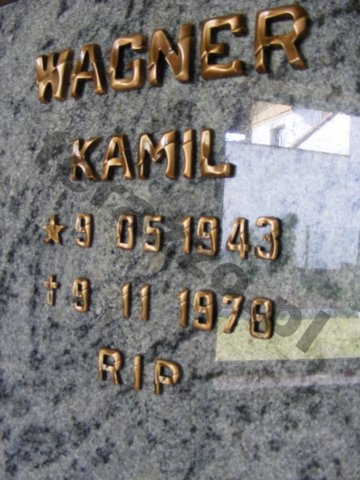 WAGNER
KAMIL
★9 05 1943
†9 11 1978
RIP